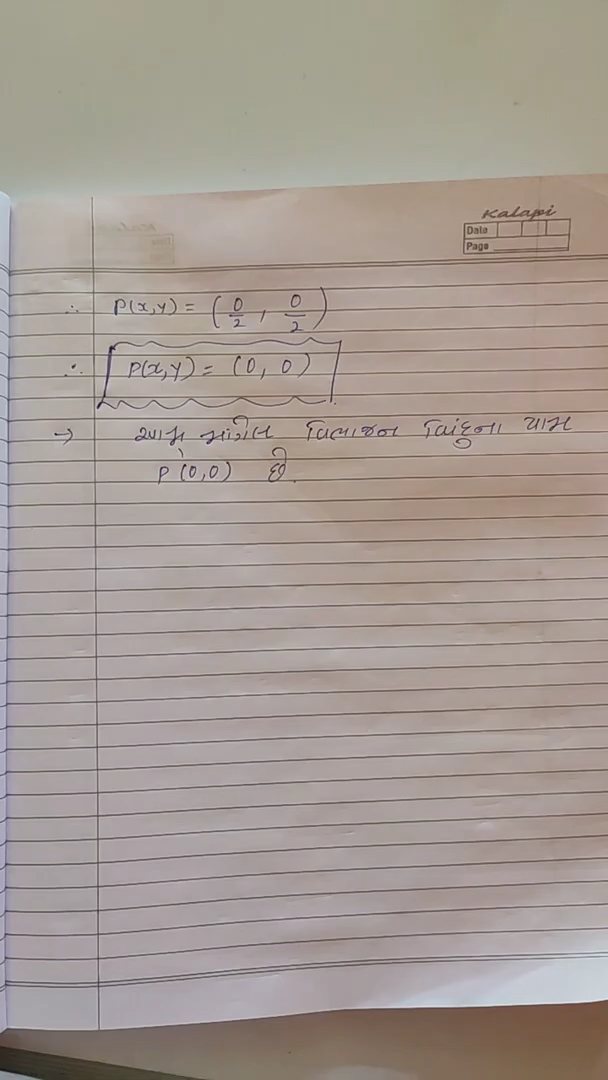 Kalapi
Date
Page
∴ P(x,y) = (0/2, 0/2)
∴ P(x,y) = (0, 0)
→ આમ માંગેલ વિભાજન બિંદુના યામ
P(0,0) છે.